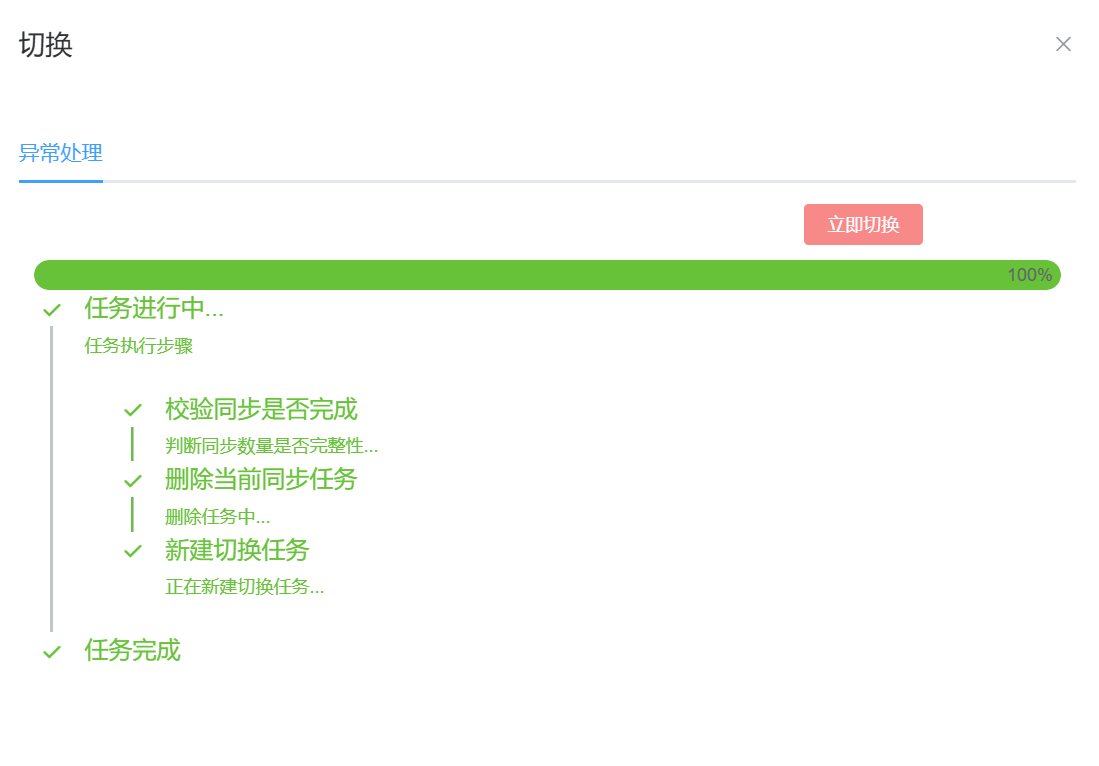 切换
异常处理
立即切换
100%
任务进行中...
任务执行步骤
校验同步是否完成
判断同步数量是否完整性...
删除当前同步任务
删除任务中...
新建切换任务
正在新建切换任务...
任务完成